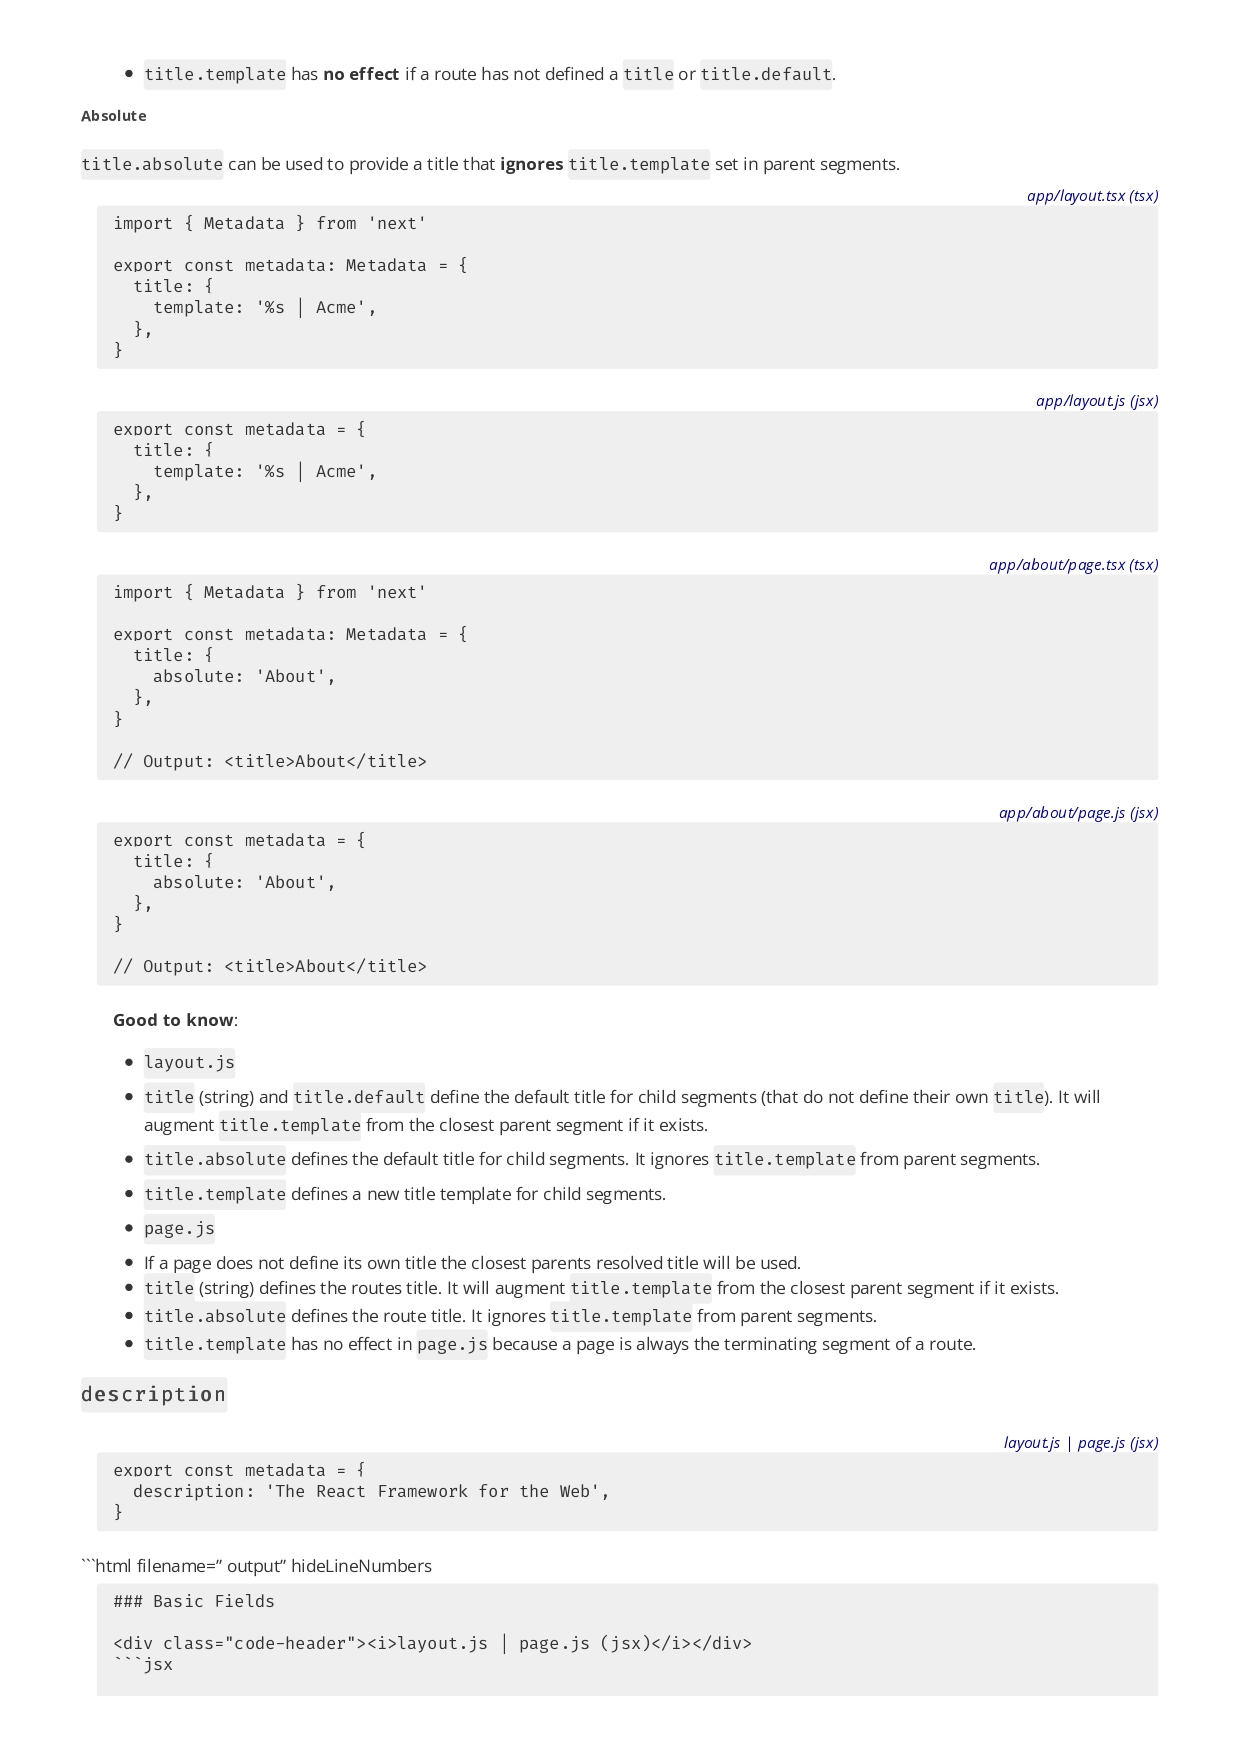 • title.template has no effect if a route has not defined a title or title.default.
Absolute
title.absolute can be used to provide a title that ignores title.template set in parent segments.
app/layout.tsx (tsx)
import { Metadata } from 'next'

export const metadata: Metadata = {
  title: {
    template: '%s | Acme',
  },
}
app/layout.js (jsx)
export const metadata = {
  title: {
    template: '%s | Acme',
  },
}
app/about/page.tsx (tsx)
import { Metadata } from 'next'

export const metadata: Metadata = {
  title: {
    absolute: 'About',
  },
}

// Output: <title>About</title>
app/about/page.js (jsx)
export const metadata = {
  title: {
    absolute: 'About',
  },
}

// Output: <title>About</title>
Good to know:
• layout.js
• title (string) and title.default define the default title for child segments (that do not define their own title). It will
augment title.template from the closest parent segment if it exists.
• title.absolute defines the default title for child segments. It ignores title.template from parent segments.
• title.template defines a new title template for child segments.
• page.js
• If a page does not define its own title the closest parents resolved title will be used.
• title (string) defines the routes title. It will augment title.template from the closest parent segment if it exists.
• title.absolute defines the route title. It ignores title.template from parent segments.
• title.template has no effect in page.js because a page is always the terminating segment of a route.
description
layout.js | page.js (jsx)
export const metadata = {
  description: 'The React Framework for the Web',
}
```html filename=” output” hideLineNumbers
### Basic Fields

<div class="code-header"><i>layout.js | page.js (jsx)</i></div>
```jsx